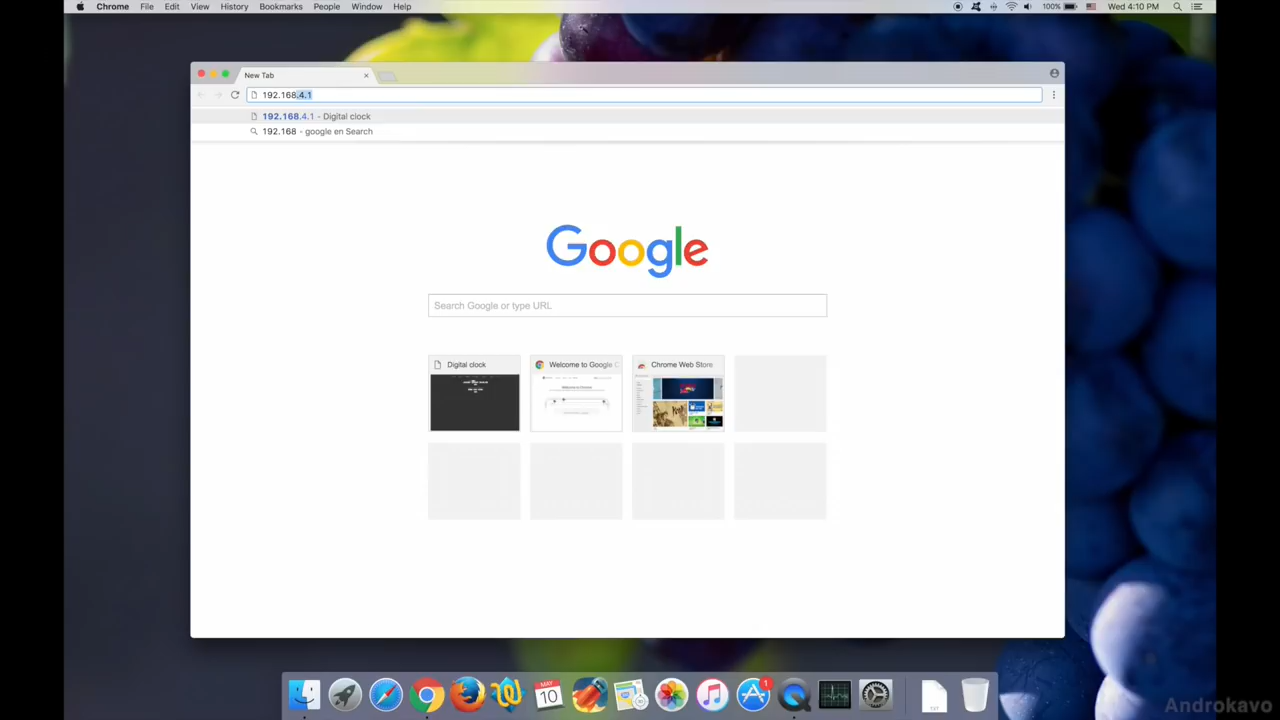 Chrome File Edit View History Bookmarks People Window Help 100% Wed 4:10 PM
New Tab
192.168.4.1
192.168.4.1 - Digital clock
192.168 - google en Search
Google
Search Google or type URL
Digital clock Welcome to Google C Chrome Web Store
MAY
10
1
TXT
Androkavo